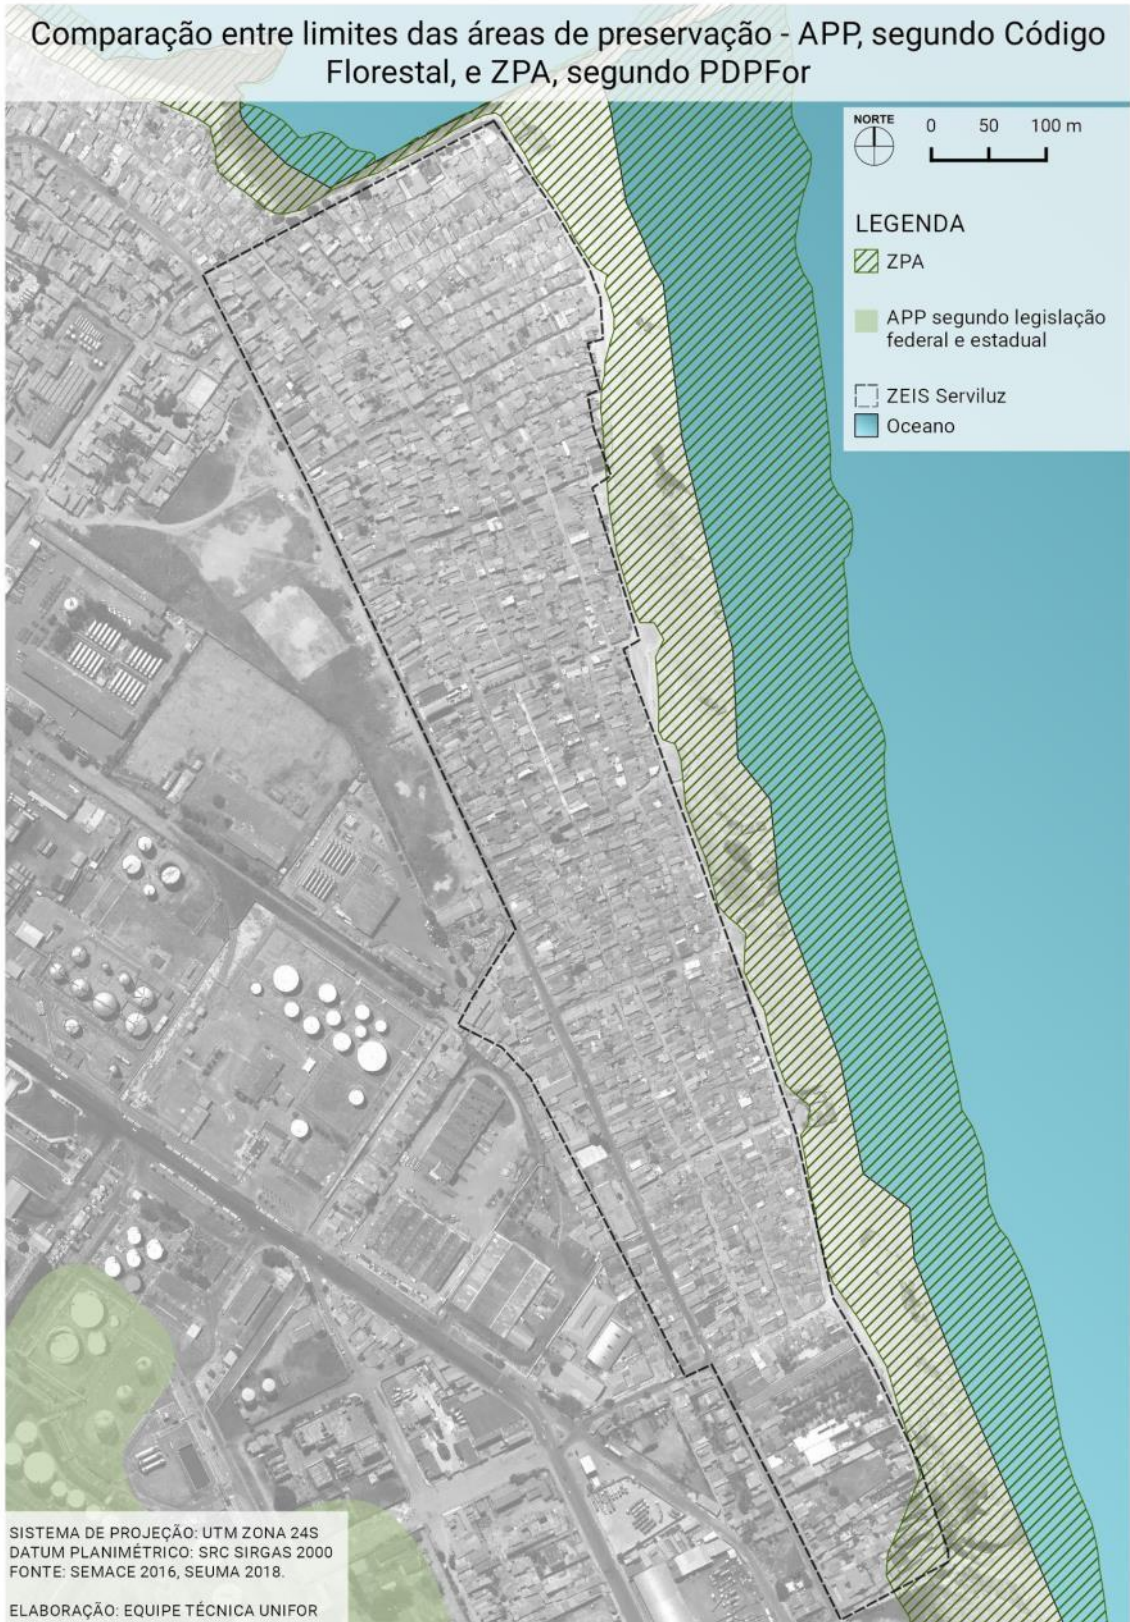 Comparação entre limites das áreas de preservação - APP, segundo Código
Florestal, e ZPA, segundo PDPFor
NORTE
0 50 100 m
LEGENDA
ZPA
APP segundo legislação
federal e estadual
ZEIS Serviluz
Oceano
SISTEMA DE PROJEÇÃO: UTM ZONA 24S
DATUM PLANIMÉTRICO: SRC SIRGAS 2000
FONTE: SEMACE 2016, SEUMA 2018.
ELABORAÇÃO: EQUIPE TÉCNICA UNIFOR